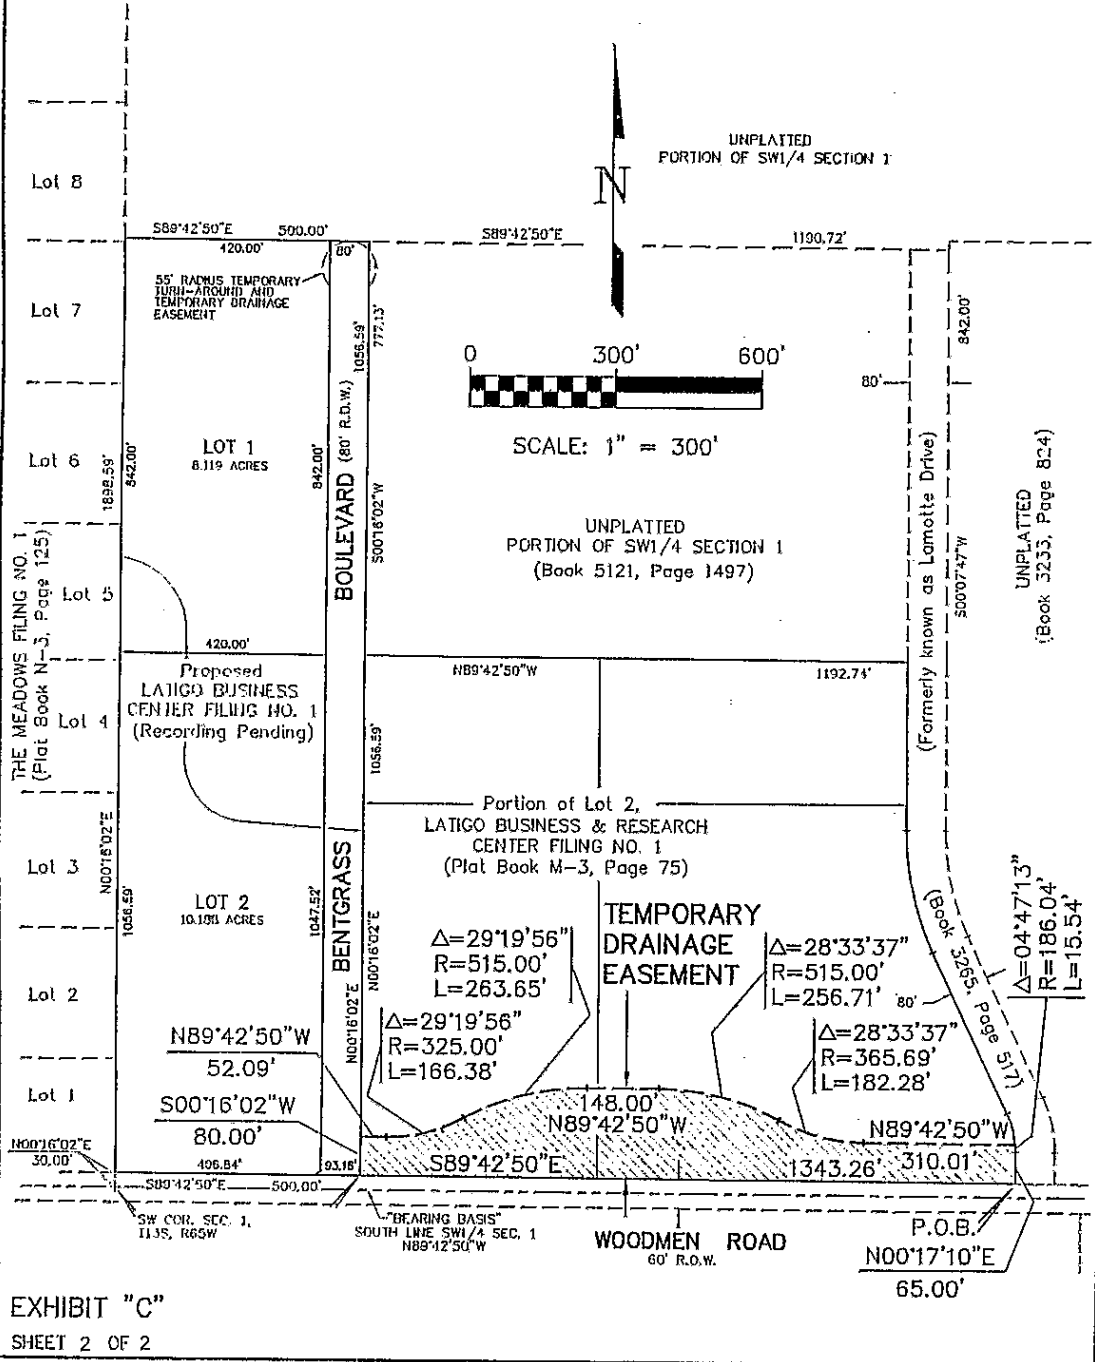 UNPLATTED
PORTION OF SW1/4 SECTION 1
N
Lot 8
S89°42'50"E
500.00'
420.00'
80'
S89°42'50"E
1190.72'
55' RADIUS TEMPORARY
TURN-AROUND AND
TEMPORARY DRAINAGE
EASEMENT
Lot 7
777.13'
1056.59'
842.00'
0
300'
600'
80'
SCALE: 1" = 300'
LOT 1
8.119 ACRES
Lot 6
1898.59'
842.00'
842.00'
BOULEVARD (80' R.O.W.)
S00°16'02"W
UNPLATTED
PORTION OF SW1/4 SECTION 1
(Book 5121, Page 1497)
(Formerly known as Lamotte Drive)
S00°07'47"W
UNPLATTED
(Book 3233, Page 824)
THE MEADOWS FILING NO. 1
(Plat Book N-3, Page 125)
Lot 5
420.00'
N89°42'50"W
1192.74'
Proposed
LATIGO BUSINESS
CENTER FILING NO. 1
(Recording Pending)
Lot 4
1056.59'
Portion of Lot 2,
LATIGO BUSINESS & RESEARCH
CENTER FILING NO. 1
(Plat Book M-3, Page 75)
N00°16'02"E
Lot 3
LOT 2
ACRES
1056.59'
1047.52'
BENTGRASS
N00°16'02"E
N00°16'02"E
Δ=29°19'56"
R=515.00'
L=263.65'
TEMPORARY
DRAINAGE
EASEMENT
Δ=28°33'37"
R=515.00'
L=256.71'
80'
(Book 3265, Page 517)
Δ=04°47'13"
R=186.04'
L=15.54'
Lot 2
N89°42'50"W
52.09'
Δ=29°19'56"
R=325.00'
L=166.38'
Δ=28°33'37"
R=365.69'
L=182.28'
Lot 1
S00°16'02"W
80.00'
148.00'
N89°42'50"W
N89°42'50"W
310.01'
N00°16'02"E
30.00'
406.84'
93.16'
S89°42'50"E
1343.26'
S89°42'50"E
500.00'
SW COR. SEC. 1,
R65W
"BEARING BASIS"
SOUTH LINE SW1/4 SEC. 1
N89°42'50"W
WOODMEN ROAD
60' R.O.W.
P.O.B.
N00°17'10"E
65.00'
EXHIBIT "C"
SHEET 2 OF 2